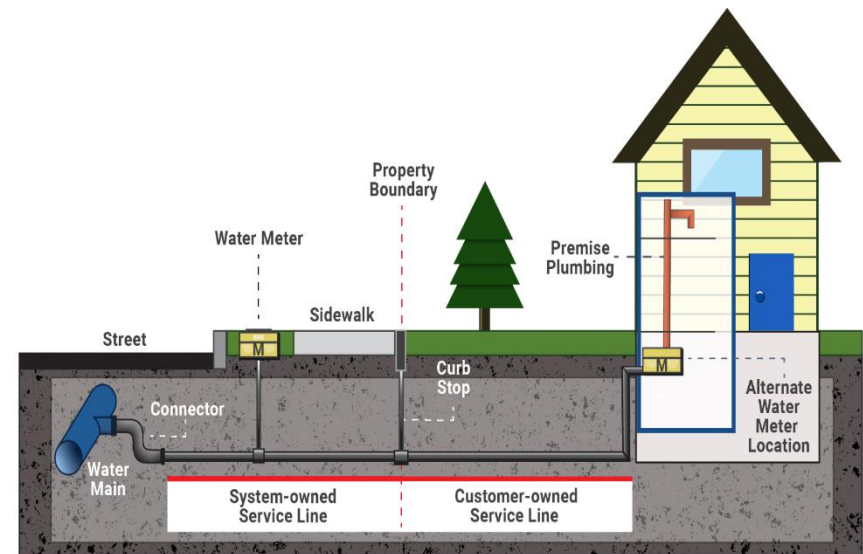 Property
Boundary
Water Meter
Premise
Plumbing
Sidewalk
Street
M
Curb
Stop
M
Connector
Alternate
Water
Meter
Location
Water
Main
System-owned
Service Line
Customer-owned
Service Line